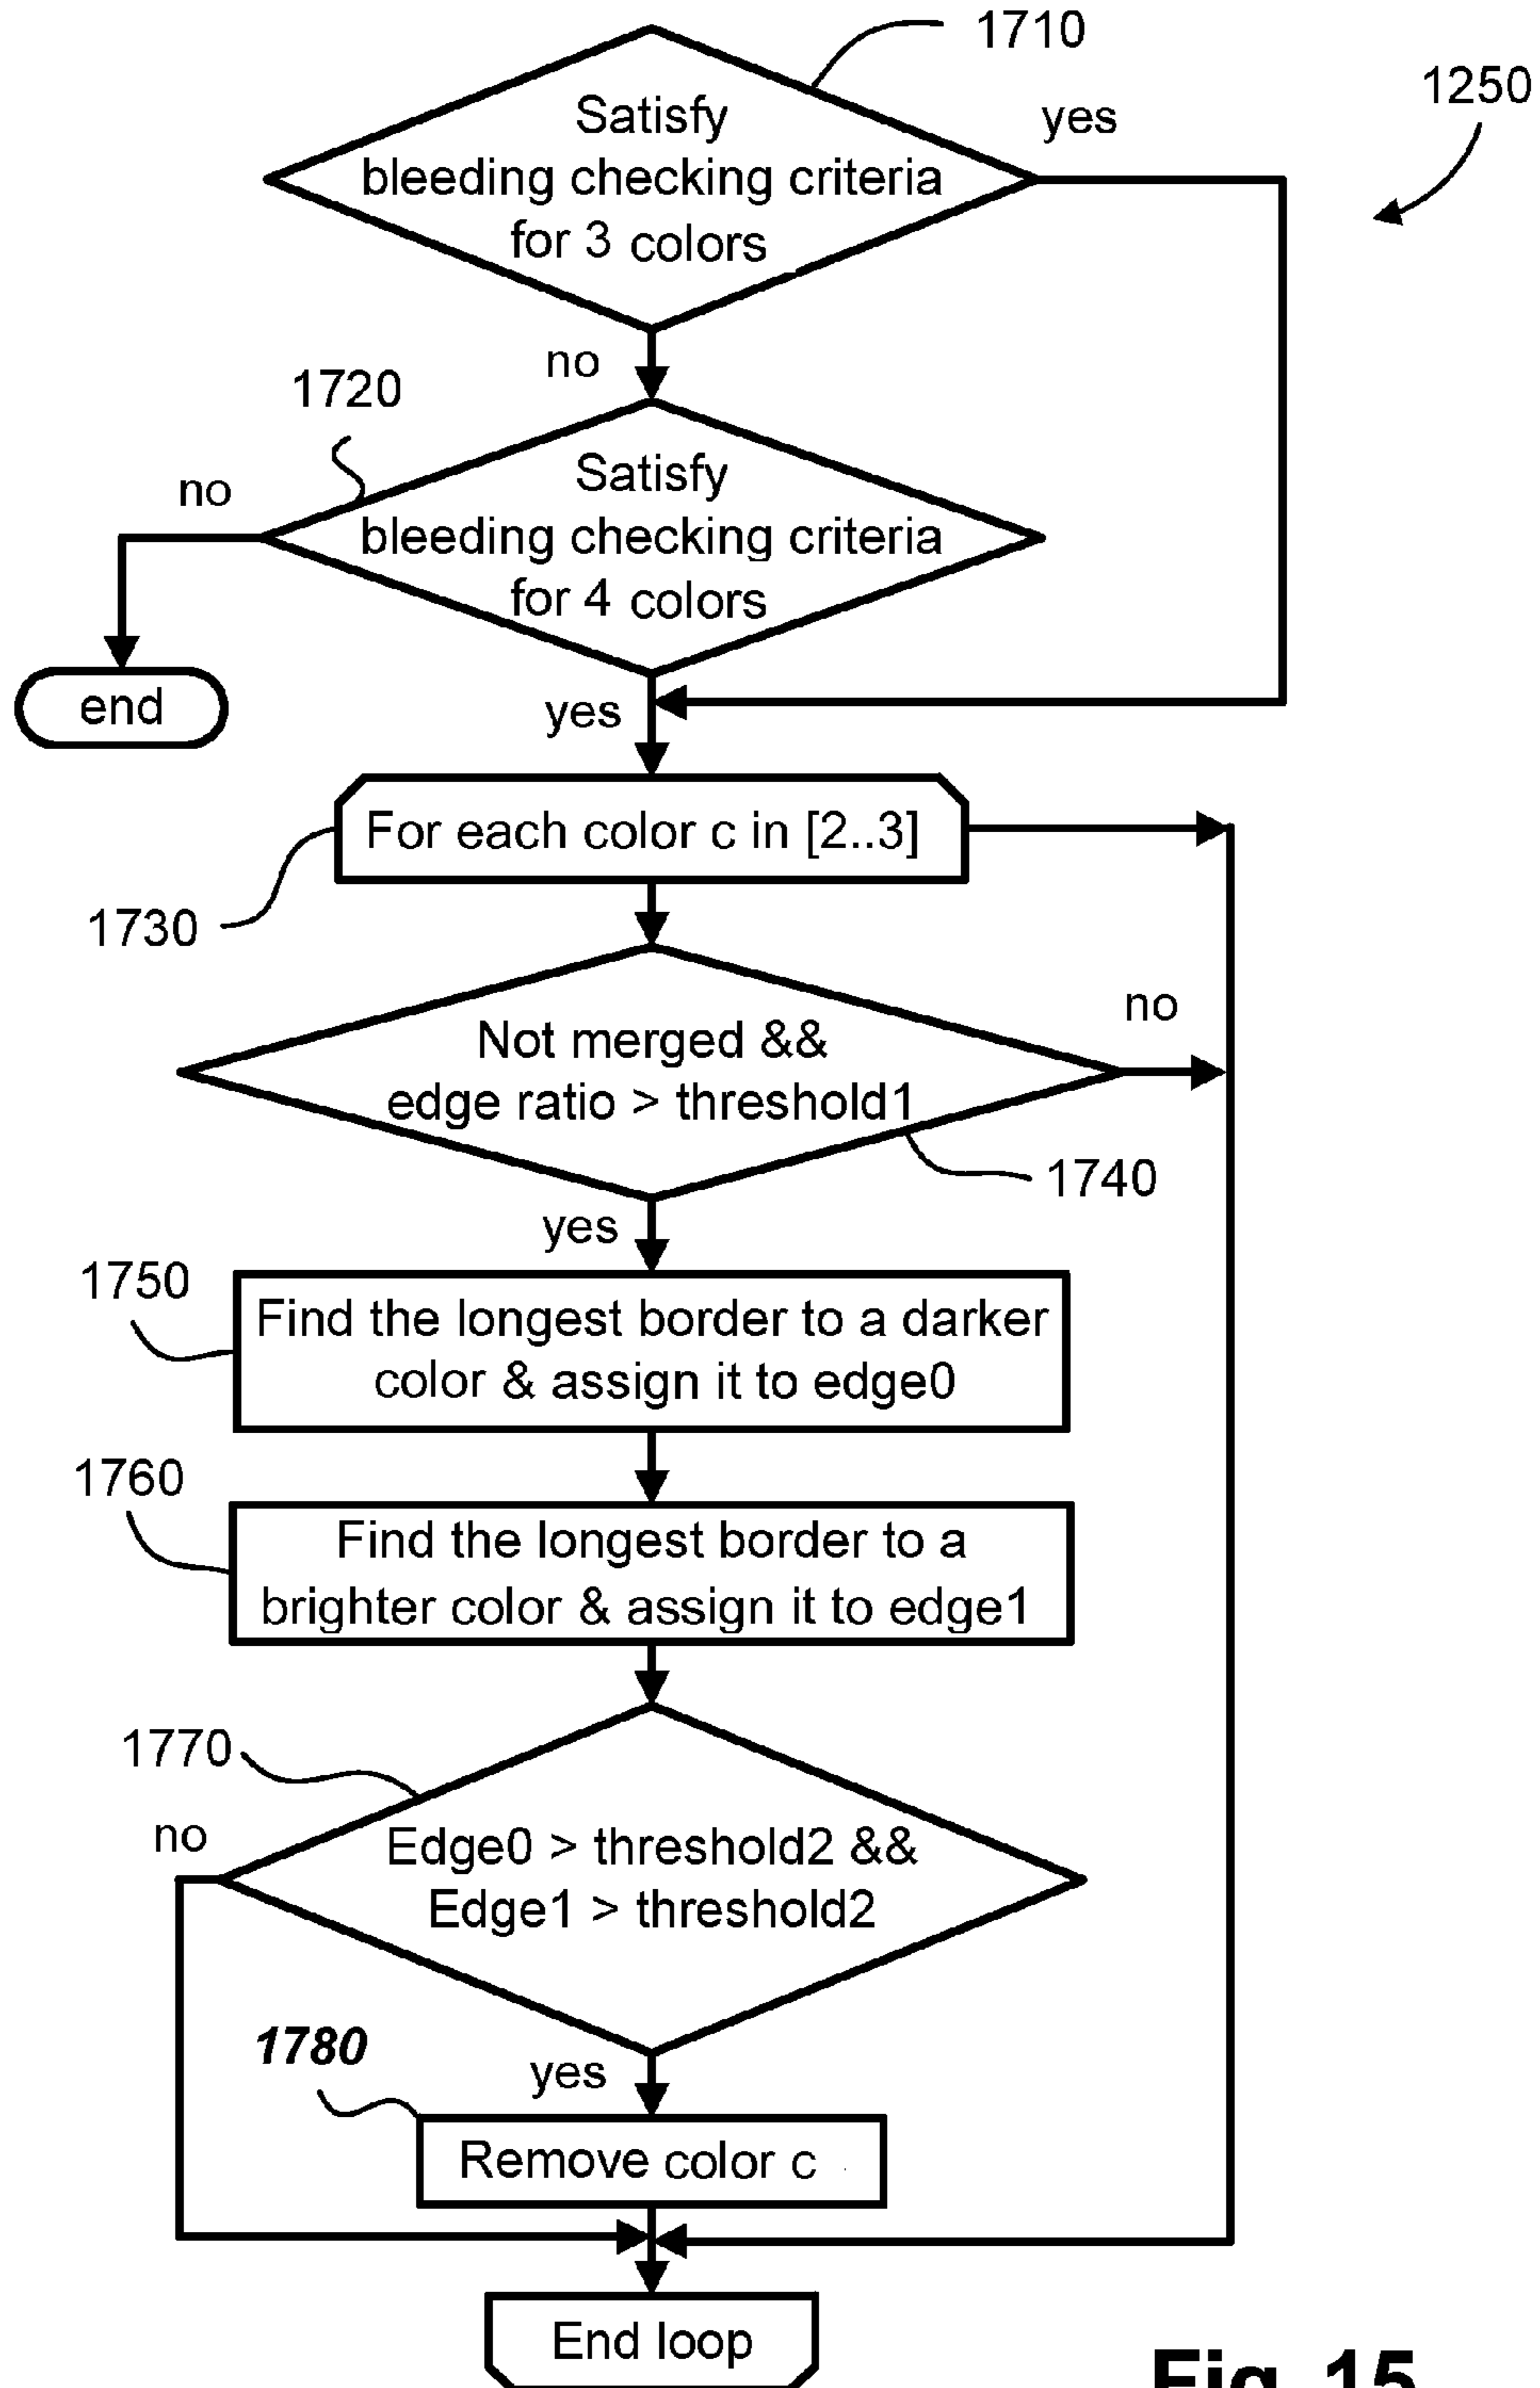 1710
1250
Satisfy
bleeding checking criteria
for 3 colors
yes
no
1720
Satisfy
bleeding checking criteria
for 4 colors
no
end
yes
For each color c in [2..3]
1730
Not merged &&
edge ratio > threshold1
no
1740
yes
1750
Find the longest border to a darker
color & assign it to edge0
1760
Find the longest border to a
brighter color & assign it to edge1
1770
no
Edge0 > threshold2 &&
Edge1 > threshold2
1780
yes
Remove color c
End loop
Fig. 15